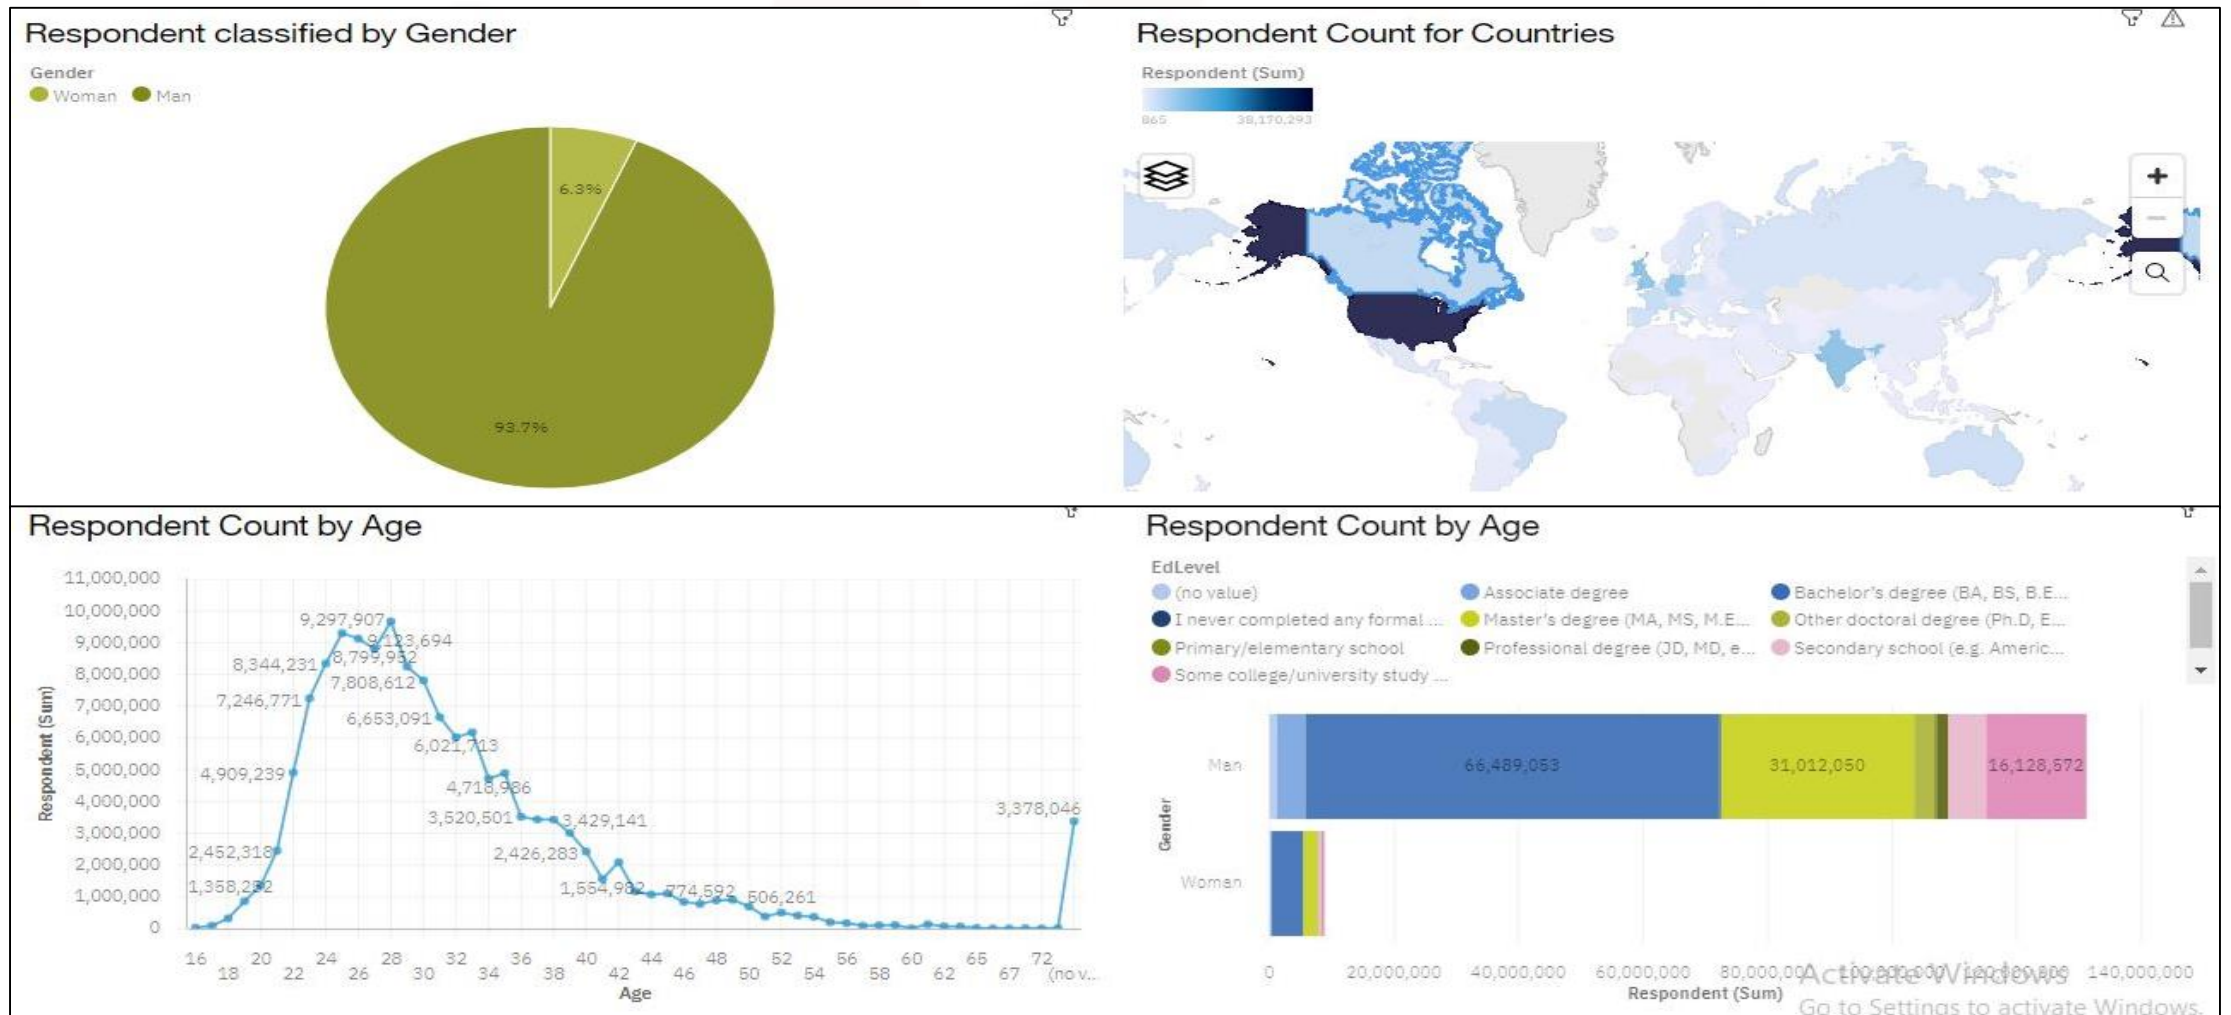 Respondent classified by Gender
Gender
Woman Man
6.3%
93.7%
Respondent Count for Countries
Respondent (Sum)
865 38,170,293
Respondent Count by Age
11,000,000
10,000,000
9,000,000
8,000,000
7,000,000
6,000,000
5,000,000
4,000,000
3,000,000
2,000,000
1,000,000
0
Respondent (Sum)
9,297,907
9,123,694
8,344,231
8,799,952
7,808,612
7,246,771
6,653,091
6,021,713
4,909,239
4,718,986
3,520,501
3,429,141
3,378,046
2,452,318
2,426,283
1,358,252
1,554,982
774,592
506,261
16 18 20 22 24 26 28 30 32 34 36 38 40 42 44 46 48 50 52 54 56 58 60 62 65 67 72 (no v...
Age
Respondent Count by Age
EdLevel
(no value) Associate degree Bachelor's degree (BA, BS, B.E...
I never completed any formal ... Master's degree (MA, MS, M.E... Other doctoral degree (Ph.D, E...
Primary/elementary school Professional degree (JD, MD, e... Secondary school (e.g. Americ...
Some college/university study ...
Gender
Man
66,489,053 31,012,050 16,128,572
Woman
0 20,000,000 40,000,000 60,000,000 80,000,000 100,000,000 120,000,000 140,000,000
Respondent (Sum)
Activate Windows
Go to Settings to activate Windows.